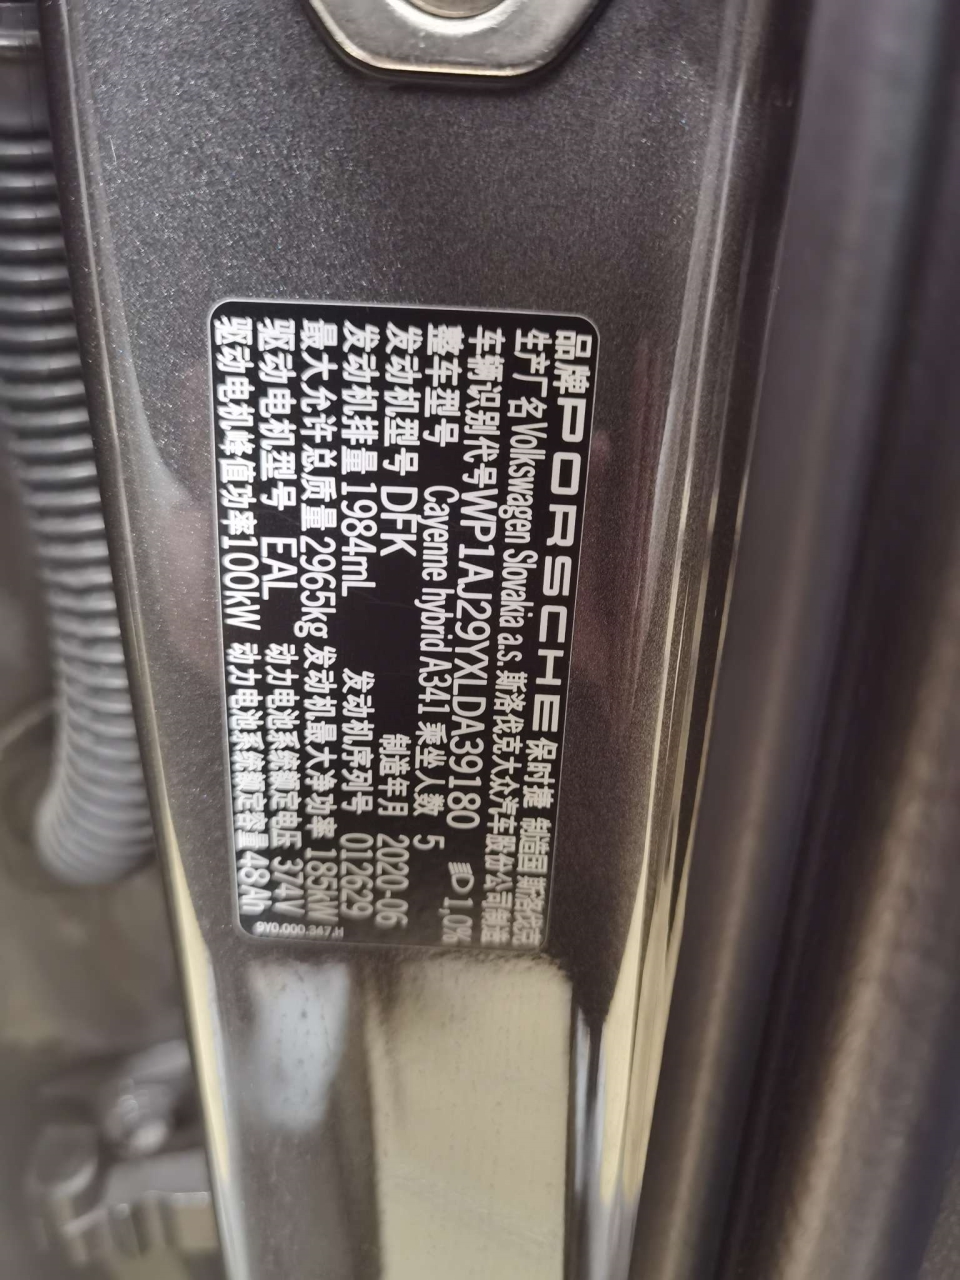 品牌PORSCHE 保时捷 制造国 斯洛伐克
生产厂名Volkswagen Slovakia a.s.斯洛伐克大众汽车股份公司制造
车辆识别代号WP1AJ29YXLDA39180 1,0%
整车型号 Cayenne hybrid A341 乘坐人数 5
发动机型号 DFK 制造年月 2020-06
发动机排量1984mL 发动机序列号 012629
最大允许总质量2965kg 发动机最大净功率 185kW
驱动电机型号 EAL 动力电池系统额定电压 374V
驱动电机峰值功率100kW 动力电池系统额定容量48Ah
9Y0.000.347.H